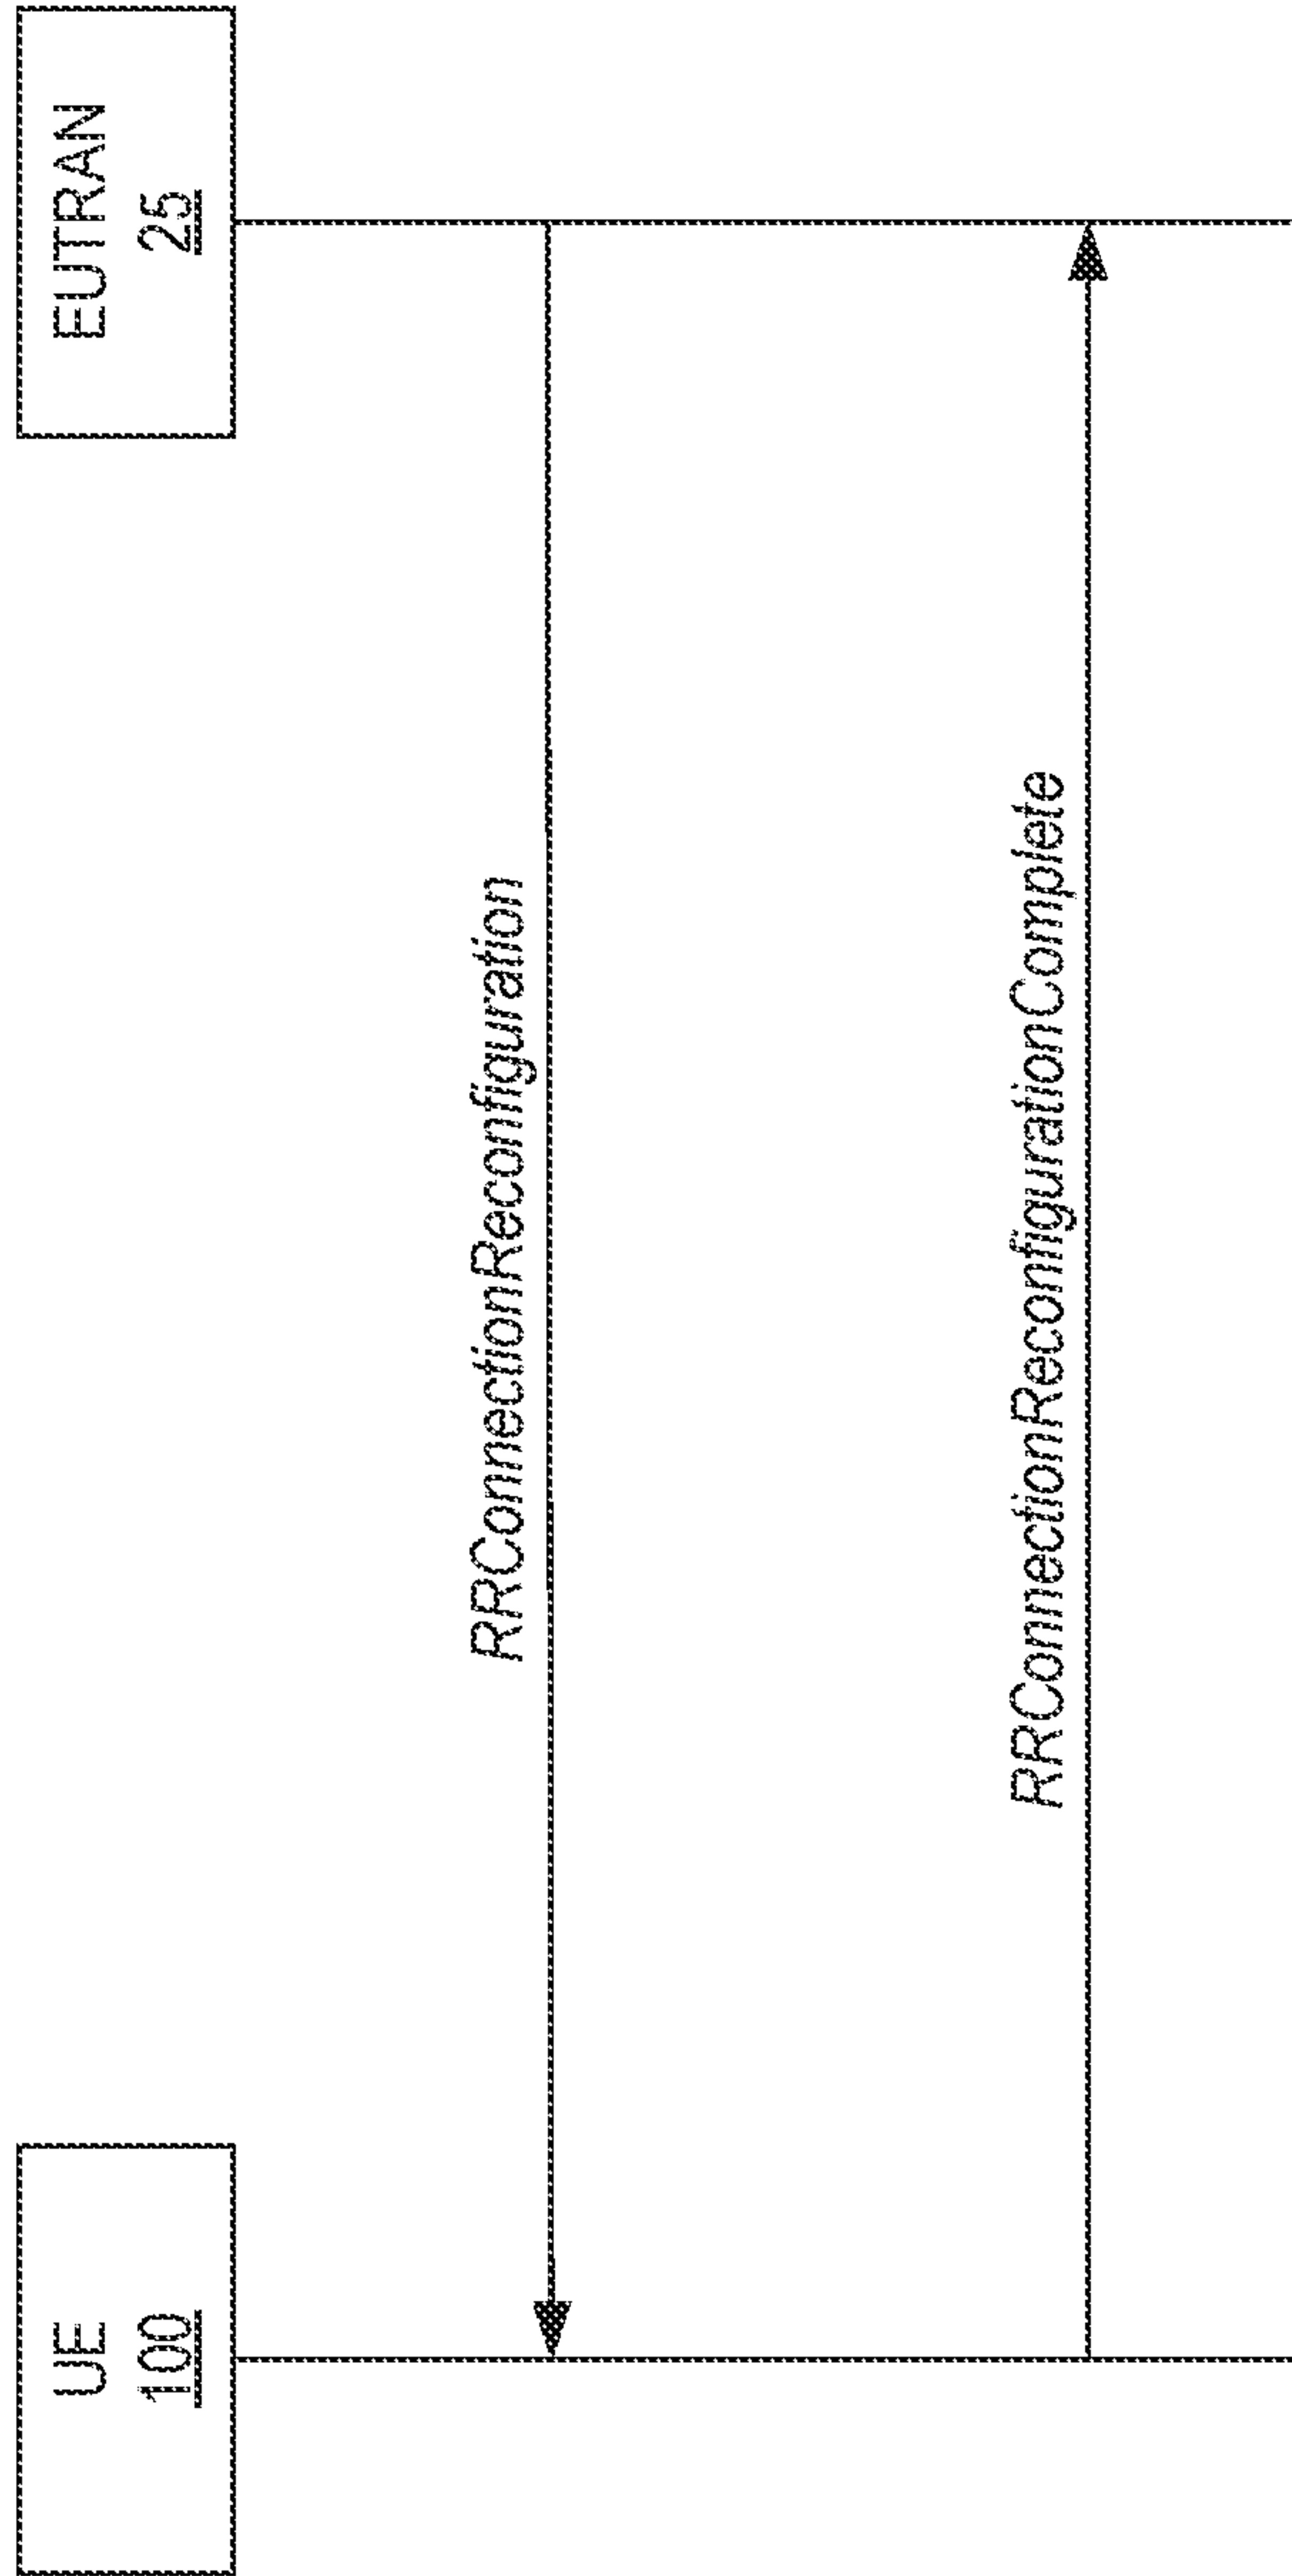 UE
100
EUTRAN
25
RRConnectionReconfiguration
RRConnectionReconfigurationComplete